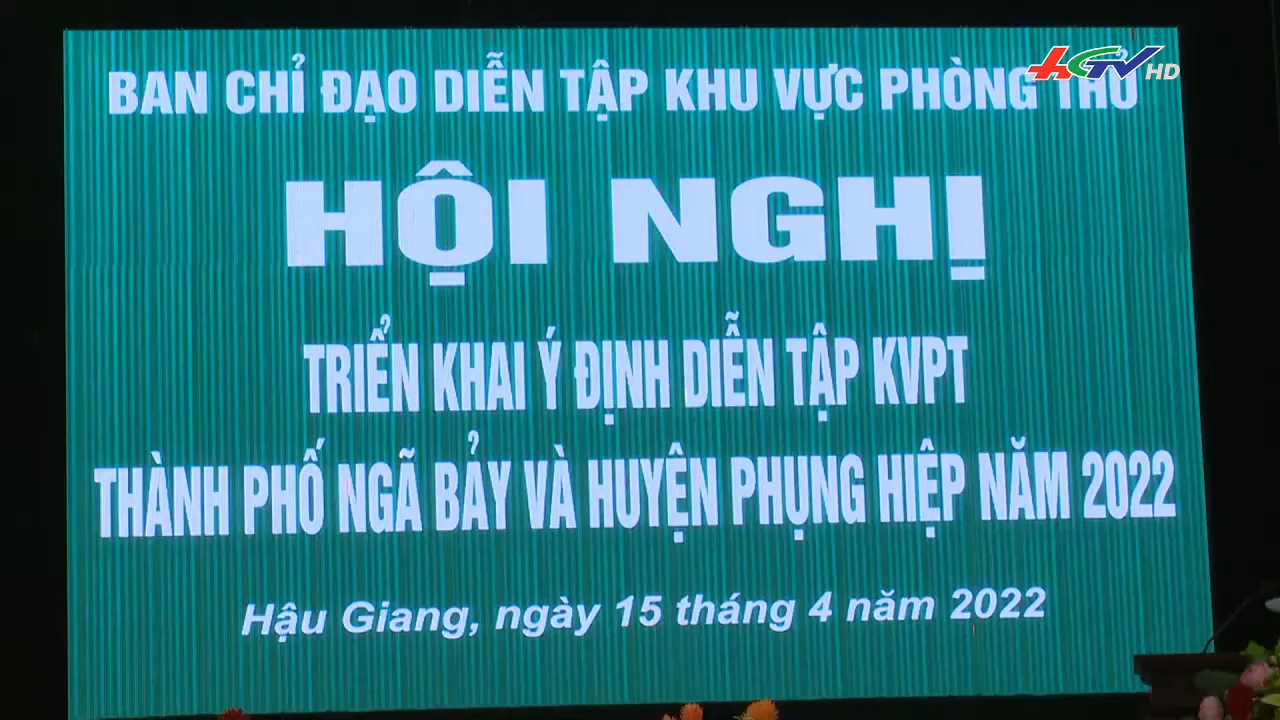 BAN CHỈ ĐẠO DIỄN TẬP KHU VỰC PHÒNG THỦ
HGTV HD
HỘI NGHỊ
TRIỂN KHAI Ý ĐỊNH DIỄN TẬP KVPT
THÀNH PHỐ NGÃ BẢY VÀ HUYỆN PHỤNG HIỆP NĂM 2022
Hậu Giang, ngày 15 tháng 4 năm 2022